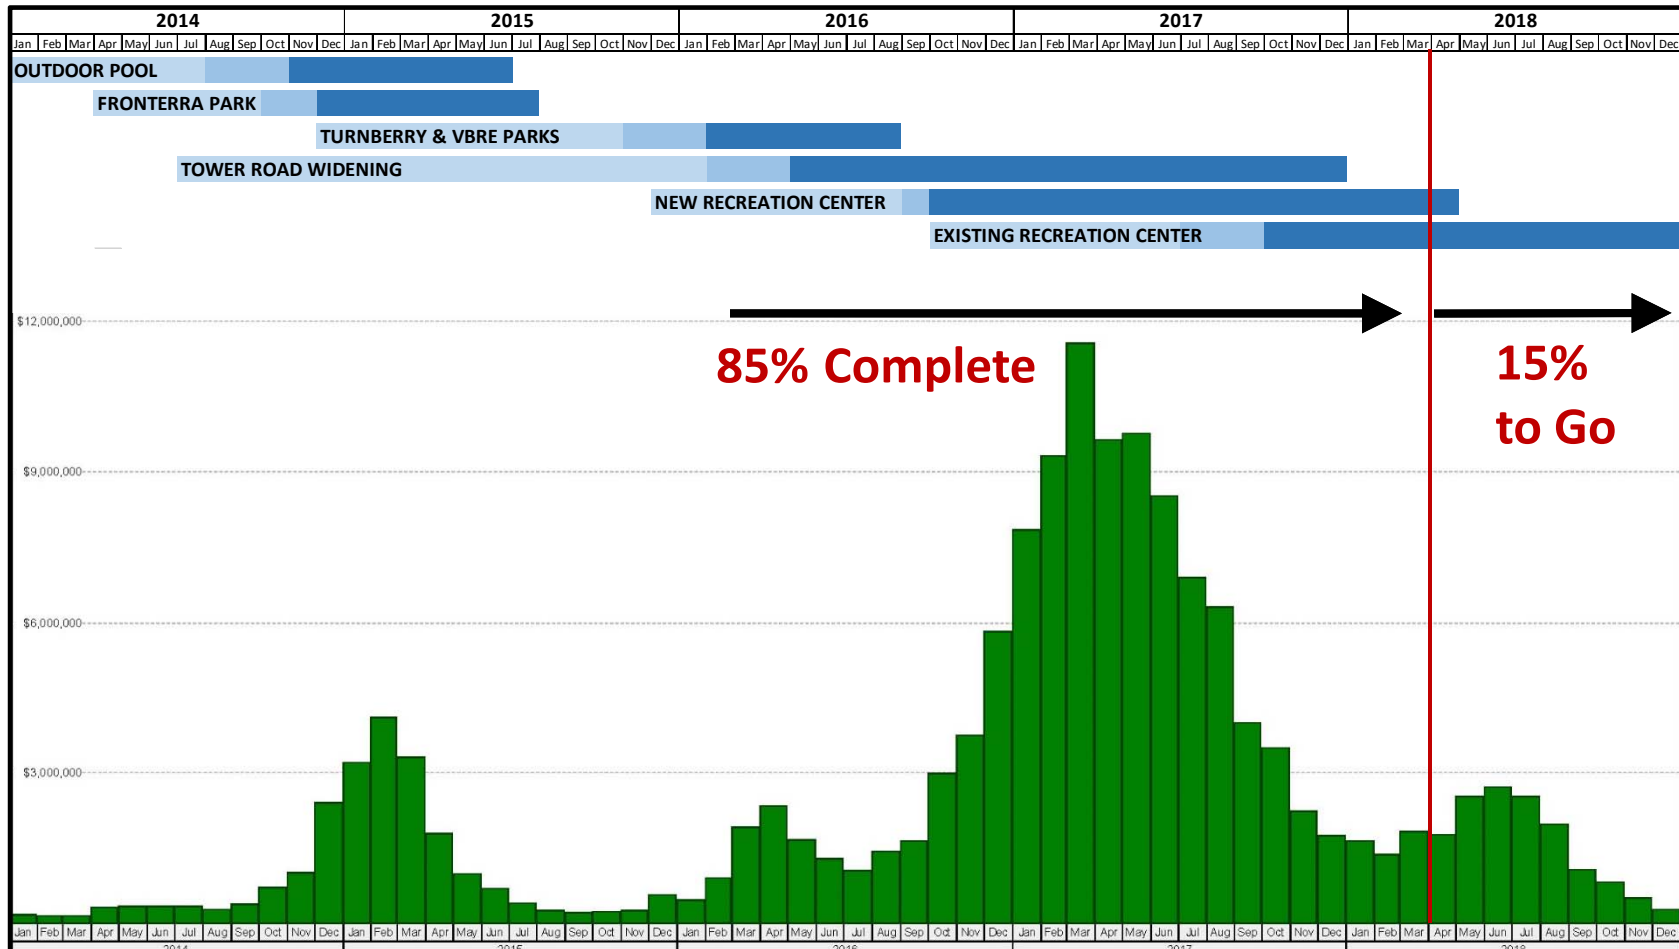 2014 2015 2016 2017 2018
Jan Feb Mar Apr May Jun Jul Aug Sep Oct Nov Dec Jan Feb Mar Apr May Jun Jul Aug Sep Oct Nov Dec Jan Feb Mar Apr May Jun Jul Aug Sep Oct Nov Dec Jan Feb Mar Apr May Jun Jul Aug Sep Oct Nov Dec Jan Feb Mar Apr May Jun Jul Aug Sep Oct Nov Dec
OUTDOOR POOL
FRONTERRA PARK
TURNBERRY & VBRE PARKS
TOWER ROAD WIDENING
NEW RECREATION CENTER
EXISTING RECREATION CENTER
$12,000,000
85% Complete
15%
to Go
$9,000,000
$6,000,000
$3,000,000
Jan Feb Mar Apr May Jun Jul Aug Sep Oct Nov Dec Jan Feb Mar Apr May Jun Jul Aug Sep Oct Nov Dec Jan Feb Mar Apr May Jun Jul Aug Sep Oct Nov Dec Jan Feb Mar Apr May Jun Jul Aug Sep Oct Nov Dec Jan Feb Mar Apr May Jun Jul Aug Sep Oct Nov Dec
2014 2015 2016 2017 2018